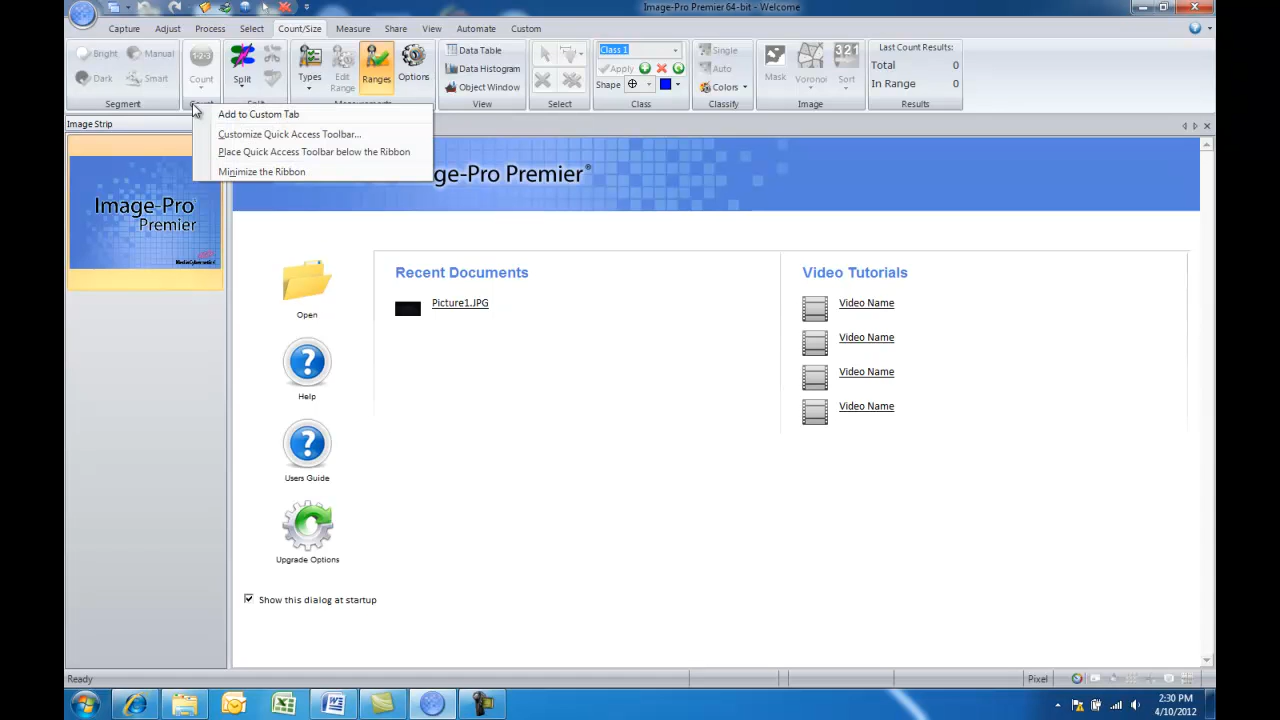 Image-Pro Premier 64-bit - Welcome
Capture Adjust Process Select Count/Size Measure Share View Automate Custom
Bright Manual
Dark Smart
Segment
Count
Split
Types
Edit Range
Ranges
Options
Data Table
Data Histogram
Object Window
View
Select
Class 1
Apply
Shape
Class
Single
Auto
Colors
Classify
Mask
Voronoi
321
Sort
Image
Last Count Results:
Total 0
In Range 0
Results
Image Strip
Add to Custom Tab
Customize Quick Access Toolbar...
Place Quick Access Toolbar below the Ribbon
Minimize the Ribbon
Image-Pro
Premier
ge-Pro Premier®
Open
Help
Users Guide
Upgrade Options
Recent Documents
Picture1.JPG
Video Tutorials
Video Name
Video Name
Video Name
Video Name
Show this dialog at startup
Ready
Pixel
2:30 PM
4/10/2012